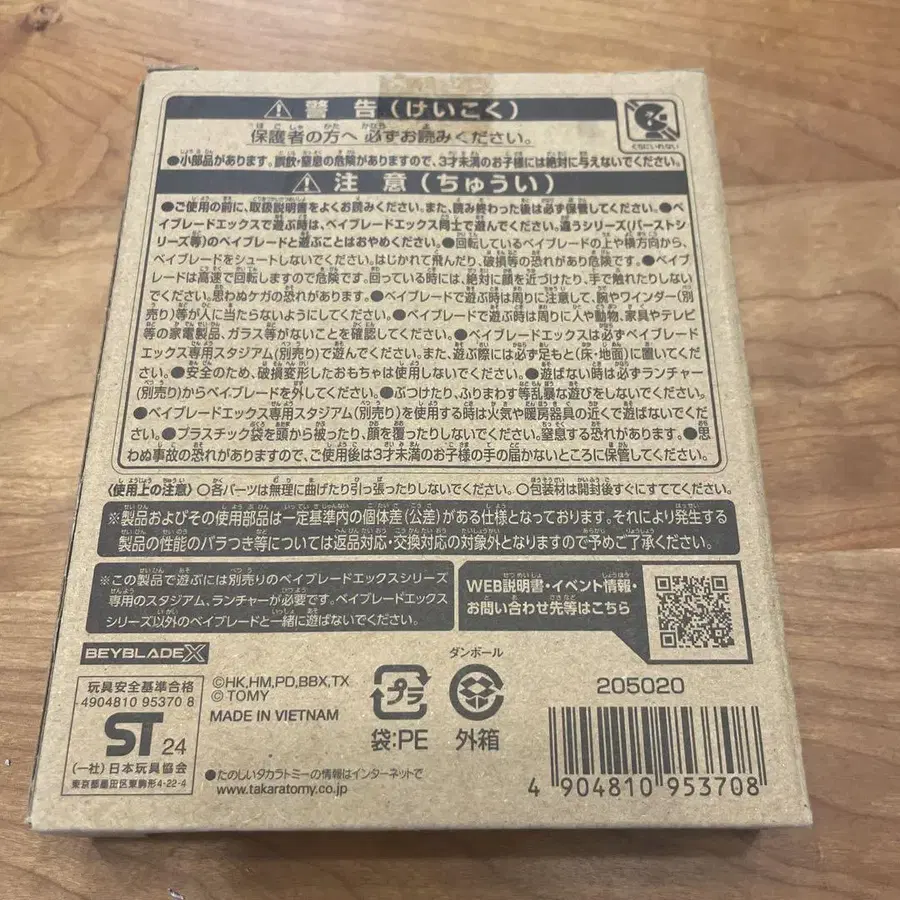 警告(けいこく)
保護者の方へ 必ずお読みください。
●小部品があります。誤飲・窒息の危険がありますので、3才未満のお子様には絶対に与えないでください。
くちにいれない
注意(ちゅうい)
●ご使用の前に、取扱説明書をよくお読みください。また、読み終わった後は必ず保管してください。●ベ
イブレードエックスで遊ぶ時は、ベイブレードエックス同士で遊んでください。違うシリーズ(バーストシ
リーズ等)のベイブレードと遊ぶことはおやめください。●回転しているベイブレードの上や横方向から、
ベイブレードをシュートしないでください。はじかれて飛んだり、破損等の恐れがあり危険です。●ベイブ
レードは高速で回転しますので危険です。回っている時には、絶対に顔を近づけたり、手で触れたりしな
いでください。思わぬケガの恐れがあります。●ベイブレードで遊ぶ時は周りに注意して、腕やワインダー(別
売り)等が人に当たらないようにしてください。●ベイブレードで遊ぶ時は周りに人や動物、家具やテレビ
等の家電製品、ガラス等がないことを確認してください。●ベイブレードエックスは必ずベイブレード
エックス専用スタジアム(別売り)で遊んでください。また、遊ぶ際には必ず足もと(床・地面)に置いてくだ
さい。●安全のため、破損変形したおもちゃは使用しないでください。●遊ばない時は必ずランチャー
(別売り)からベイブレードを外してください。●ぶつけたり、ふりまわす等乱暴な遊びをしないでください。
●ベイブレードエックス専用スタジアム(別売り)を使用する時は火気や暖房器具の近くで遊ばないでくだ
さい。●プラスチック袋を頭から被ったり、顔を覆ったりしないでください。窒息する恐れがあります。●思
わぬ事故の恐れがありますので、ご使用後は3才未満のお子様の手の届かないところに保管してください。
〈使用上の注意〉○各パーツは無理に曲げたり引っ張ったりしないでください。○包装材は開封後すぐにすててください。
※製品およびその使用部品は一定基準内の個体差(公差)がある仕様となっております。それにより発生する
製品の性能のバラつき等については返品対応・交換対応の対象外となりますので予めご了承ください。
※この製品で遊ぶには別売りのベイブレードエックスシリーズ
専用のスタジアム、ランチャーが必要です。ベイブレードエックス
シリーズ以外のベイブレードと一緒に遊ばないでください。
WEB説明書・イベント情報・
お問い合わせ先等はこちら
BEYBLADE X
玩具安全基準合格
4904810 95370 8
ST 24
(一社)日本玩具協会
東京都墨田区東駒形4-22-4
©HK,HM,PD,BBX,TX
© TOMY
MADE IN VIETNAM
プラ
袋:PE
ダンボール
外箱
205020
●たのしいタカラトミーの情報はインターネットで
www.takaratomy.co.jp
4 904810 953708